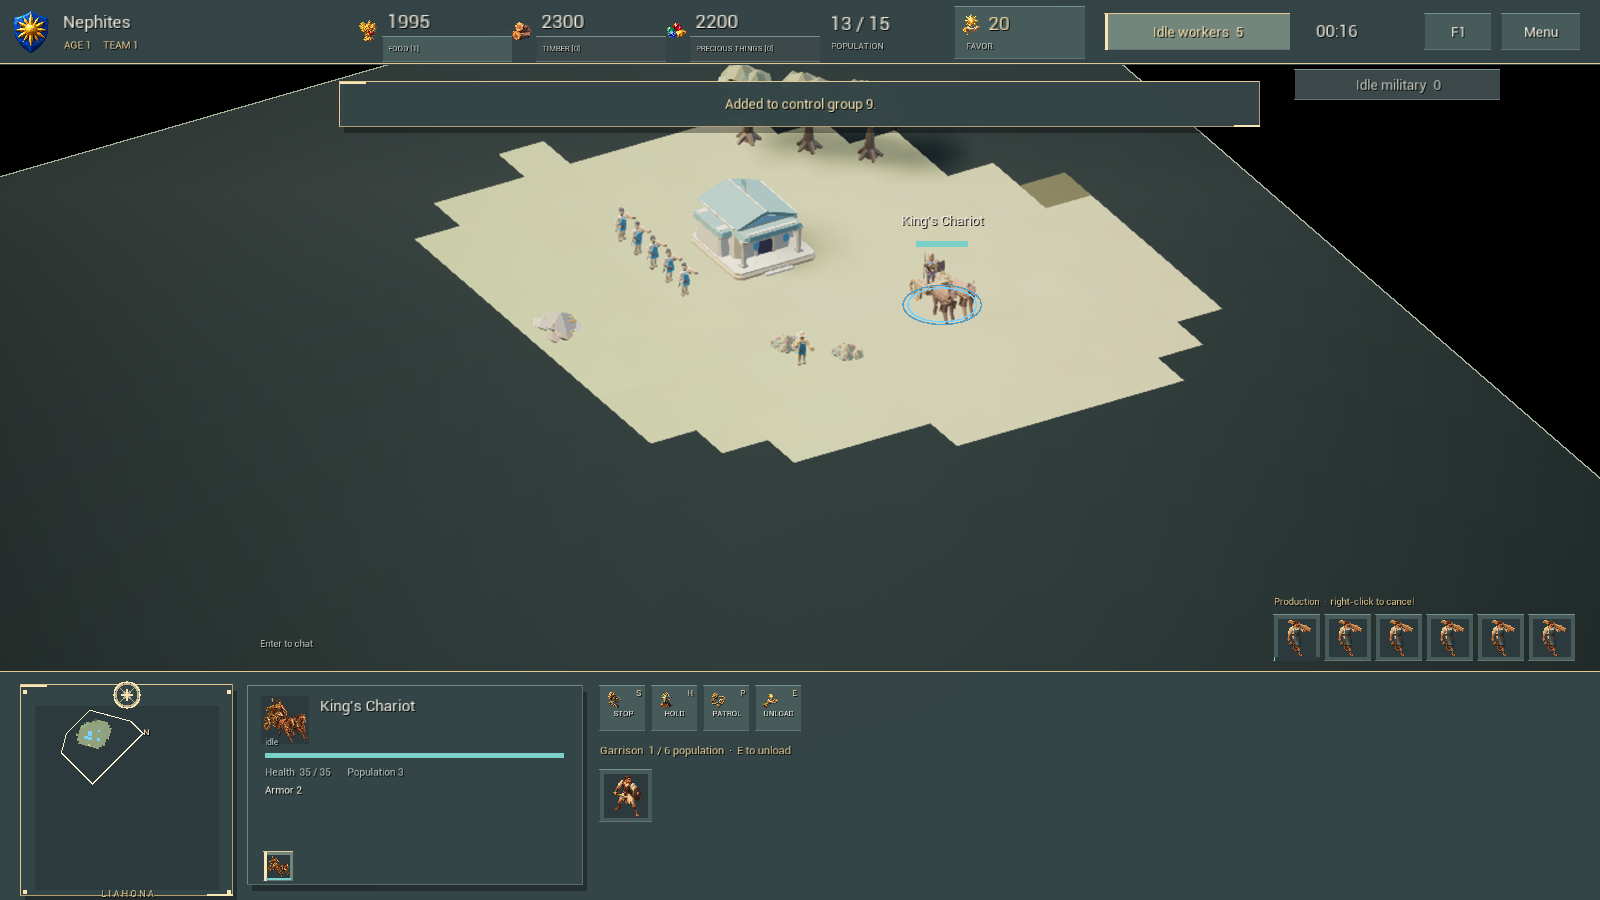 Nephites
AGE 1 TEAM 1
1995
FOOD [1]
2300
TIMBER [0]
2200
PRECIOUS THINGS [0]
13 / 15
POPULATION
20
FAVOR
Idle workers 5
00:16
F1
Menu
Idle military 0
Added to control group 9.
King's Chariot
Production · right-click to cancel
Enter to chat
N
LIAHONA
King's Chariot
idle
Health 35 / 35 Population 3
Armor 2
S
STOP
H
HOLD
P
PATROL
E
UNLOAD
Garrison 1 / 6 population · E to unload